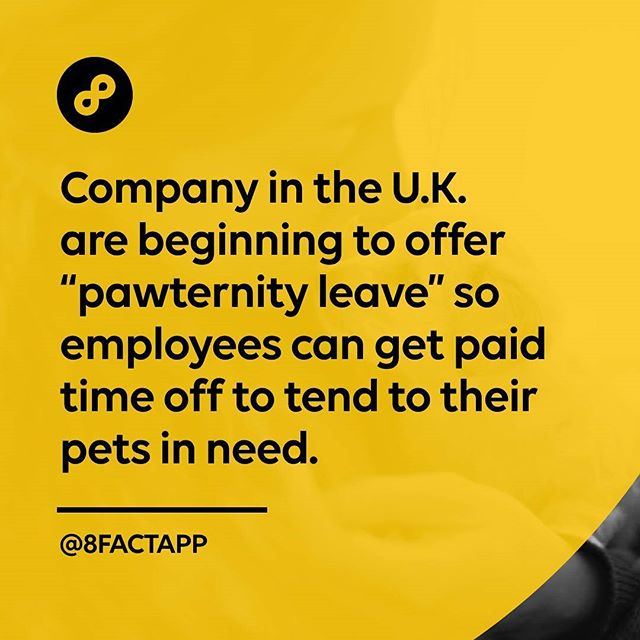 Company in the U.K.
are beginning to offer
“pawternity leave” so
employees can get paid
time off to tend to their
pets in need.
@8FACTAPP